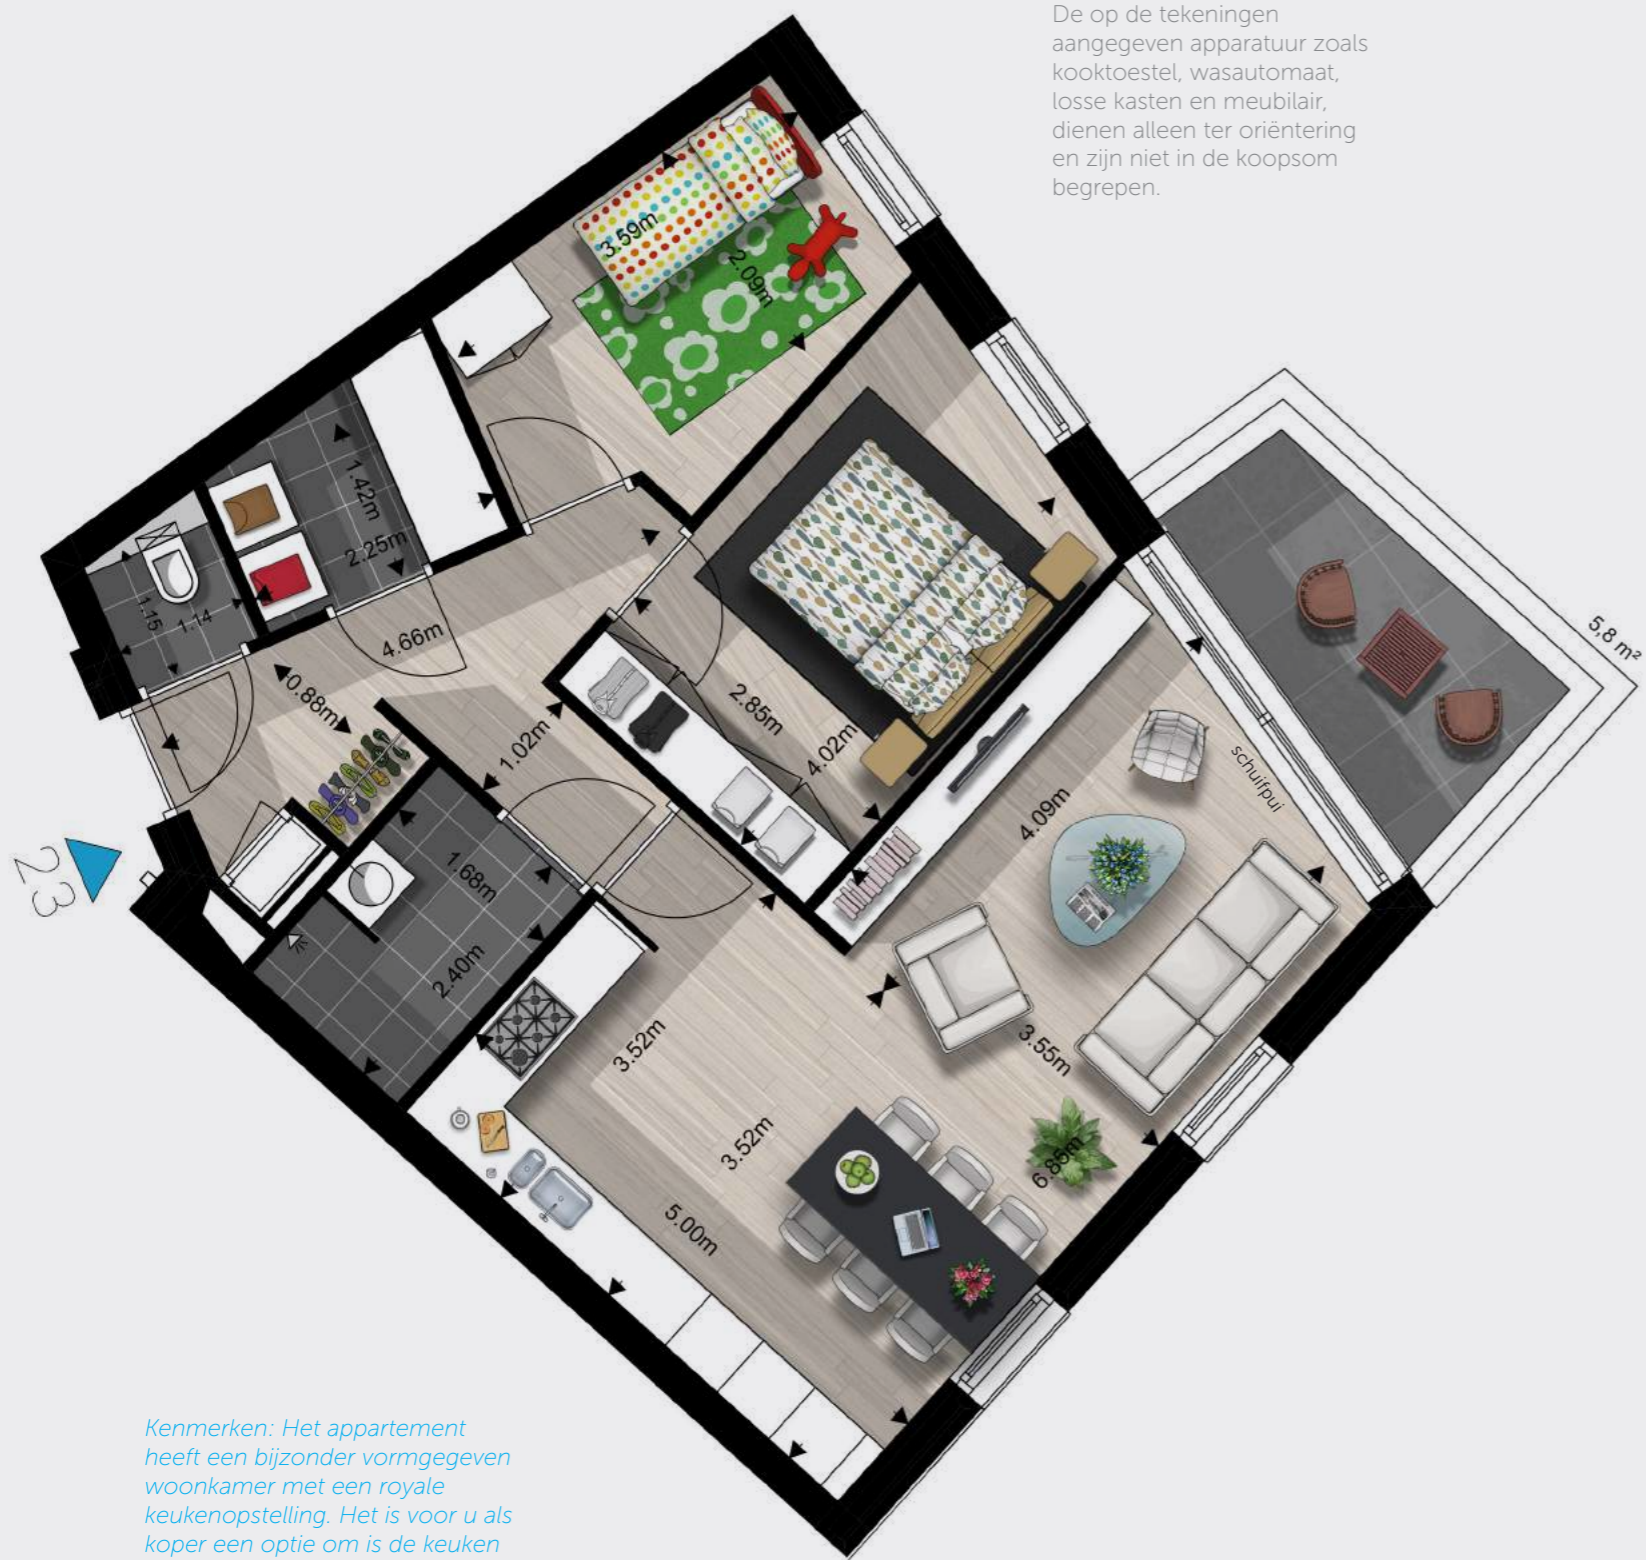 De op de tekeningen
aangegeven apparatuur zoals
kooktoestel, wasautomaat,
losse kasten en meubilair,
dienen alleen ter oriëntering
en zijn niet in de koopsom
begrepen.
3.59m
2.09m
1.42m
2.25m
1.15
1.14
4.66m
0.88m
1.02m
2.85m
4.02m
5,8 m²
schuifpui
4.09m
23
1.68m
2.40m
3.52m
3.55m
3.52m
6.85m
5.00m
Kenmerken: Het appartement
heeft een bijzonder vormgegeven
woonkamer met een royale
keukenopstelling. Het is voor u als
koper een optie om is de keuken